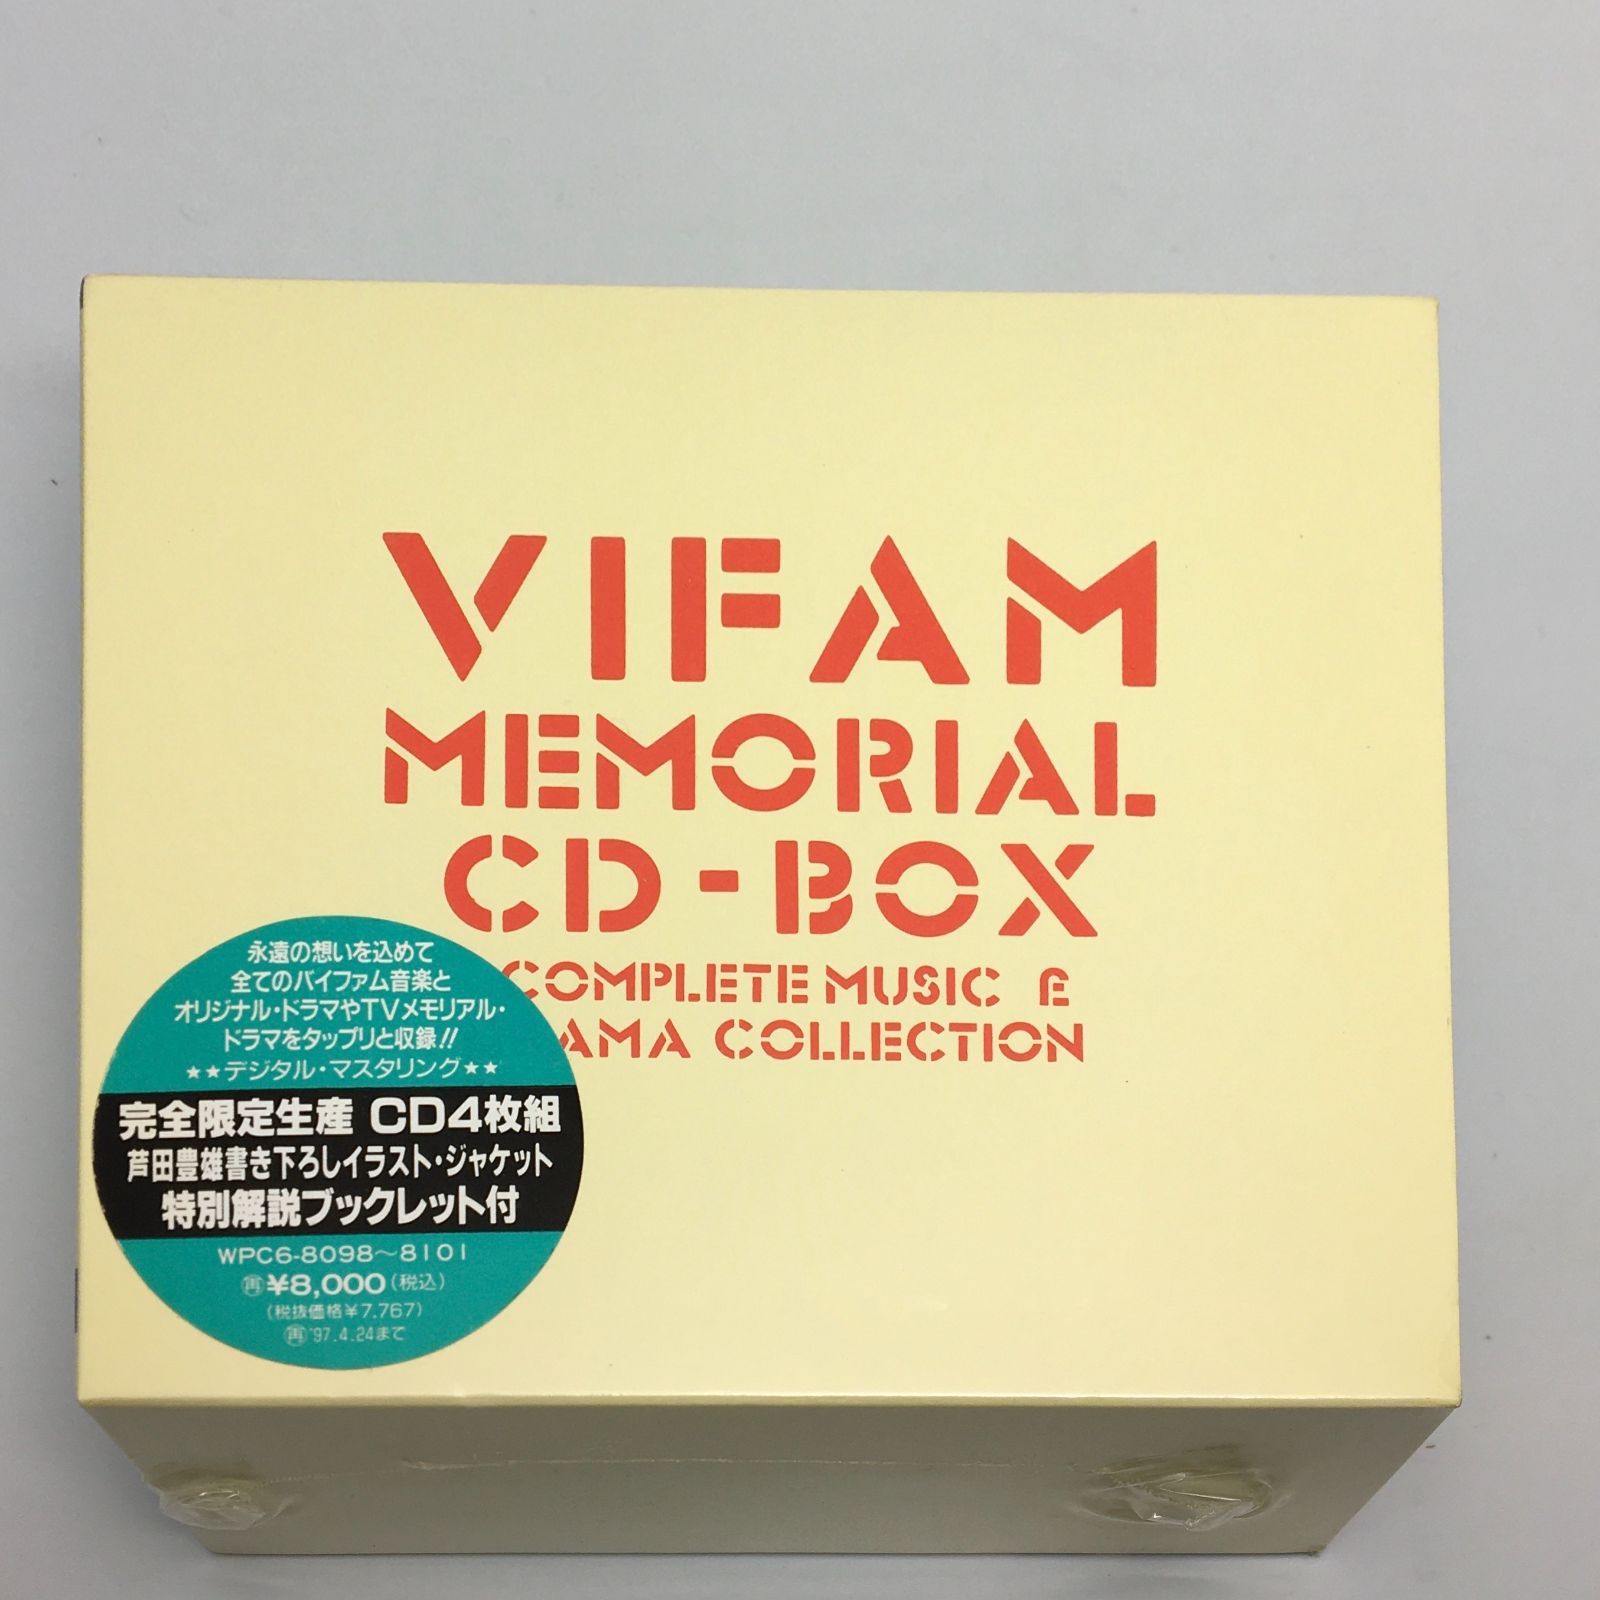 VIFAM
MEMORIAL
CD-BOX
COMPLETE MUSIC &
AMA COLLECTION
永遠の想いを込めて
全てのバイファム音楽と
オリジナル・ドラマやTVメモリアル・
ドラマをタップリと収録!!
★★デジタル・マスタリング★★
完全限定生産 CD4枚組
芦田豊雄書き下ろしイラスト・ジャケット
特別解説ブックレット付
WPC6-8098〜8101
再¥8,000(税込)
(税抜価格¥7,767)
再'97.4.24まで